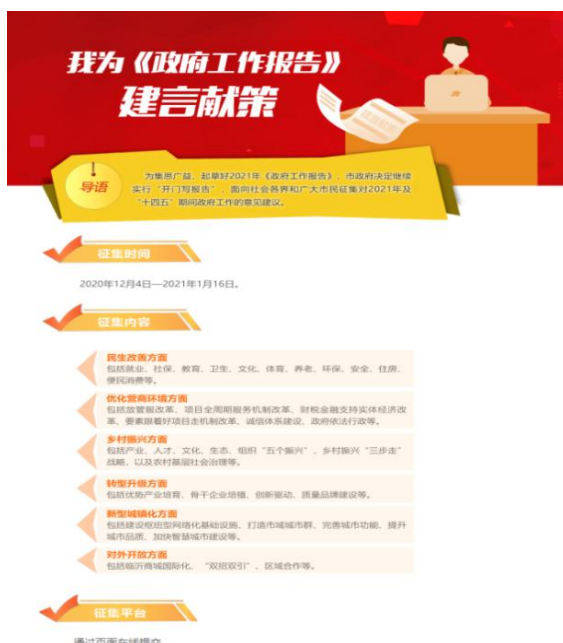 我为《政府工作报告》
建言献策
导语
为集思广益，起草好2021年《政府工作报告》，市政府决定继续
实行“开门写报告”，面向社会各界和广大市民征集对2021年及
“十四五”期间政府工作的意见建议。
征集时间
2020年12月4日—2021年1月16日。
征集内容
民生改善方面
包括就业、社保、教育、卫生、文化、体育、养老、环保、安全、住房、
便民消费等。
优化营商环境方面
包括放管服改革、项目全周期服务机制改革、财税金融支持实体经济改
革、要素跟着好项目走机制改革、诚信体系建设、政府依法行政等。
乡村振兴方面
包括产业、人才、文化、生态、组织“五个振兴”，乡村振兴“三步走”
战略，以及农村基层社会治理等。
转型升级方面
包括优势产业培育、骨干企业培植、创新驱动、质量品牌建设等。
新型城镇化方面
包括建设枢纽型网络化基础设施、打造市域城市群、完善城市功能、提升
城市品质、加快智慧城市建设等。
对外开放方面
包括临沂商城国际化、“双招双引”、区域合作等。
征集平台
通过页面在线提交